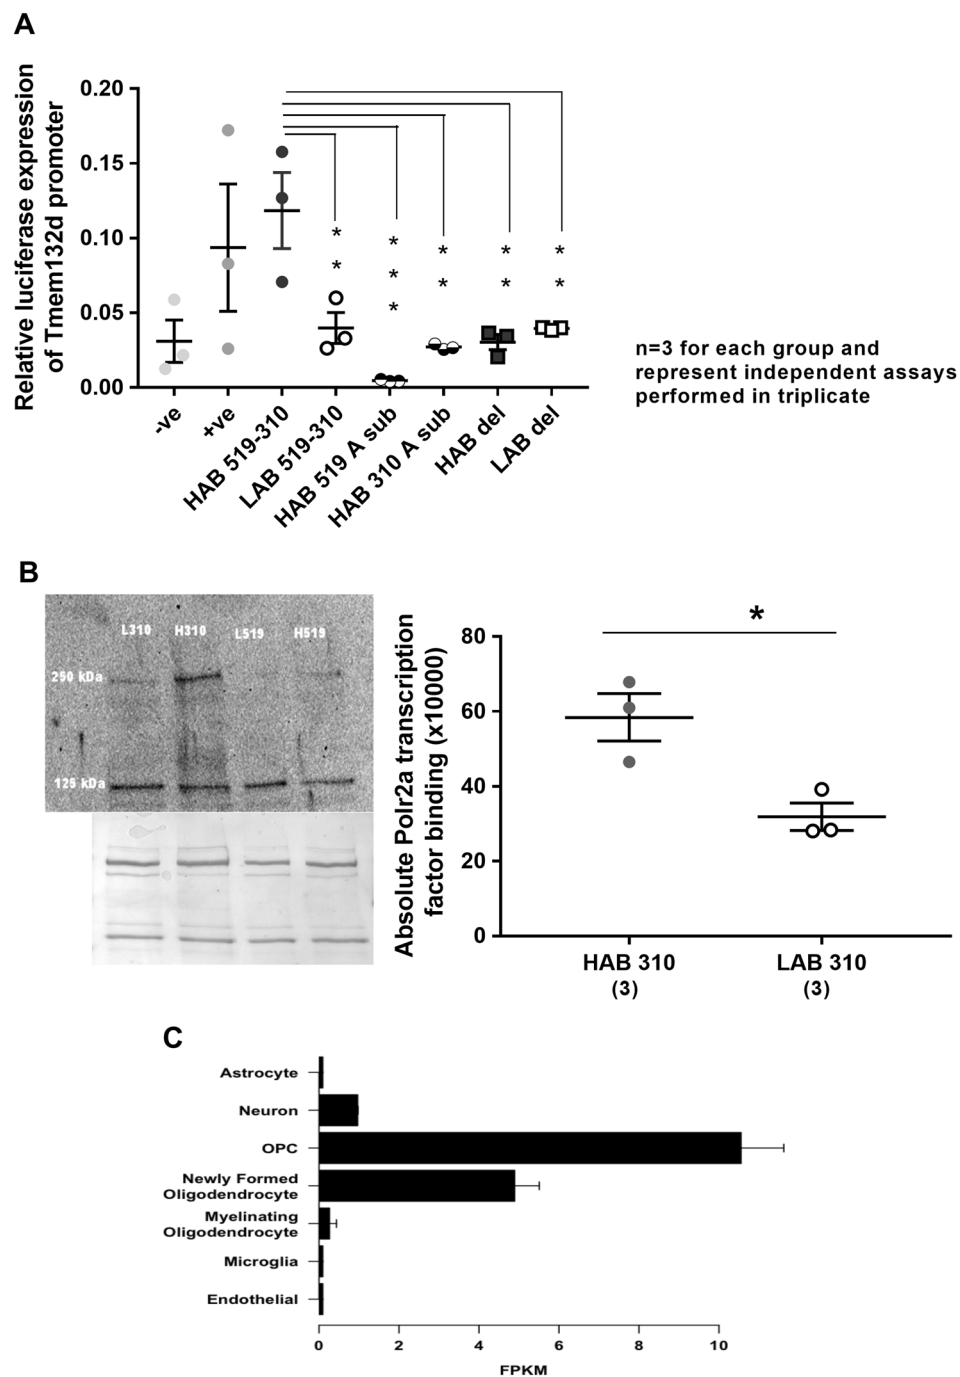 A
Relative luciferase expression
of Tmem132d promoter
0.20
0.15
0.10
0.05
0.00
* *
* * *
* *
* *
* *
-ve
+ve
HAB 519-310
LAB 519-310
HAB 519 A sub
HAB 310 A sub
HAB del
LAB del
n=3 for each group and
represent independent assays
performed in triplicate
B
L310 H310 L519 H519
250 kDa
125 kDa
Absolute Polr2a transcription
factor binding (x10000)
80
60
40
20
0
*
HAB 310
(3)
LAB 310
(3)
C
Astrocyte
Neuron
OPC
Newly Formed
Oligodendrocyte
Myelinating
Oligodendrocyte
Microglia
Endothelial
0 2 4 6 8 10
FPKM